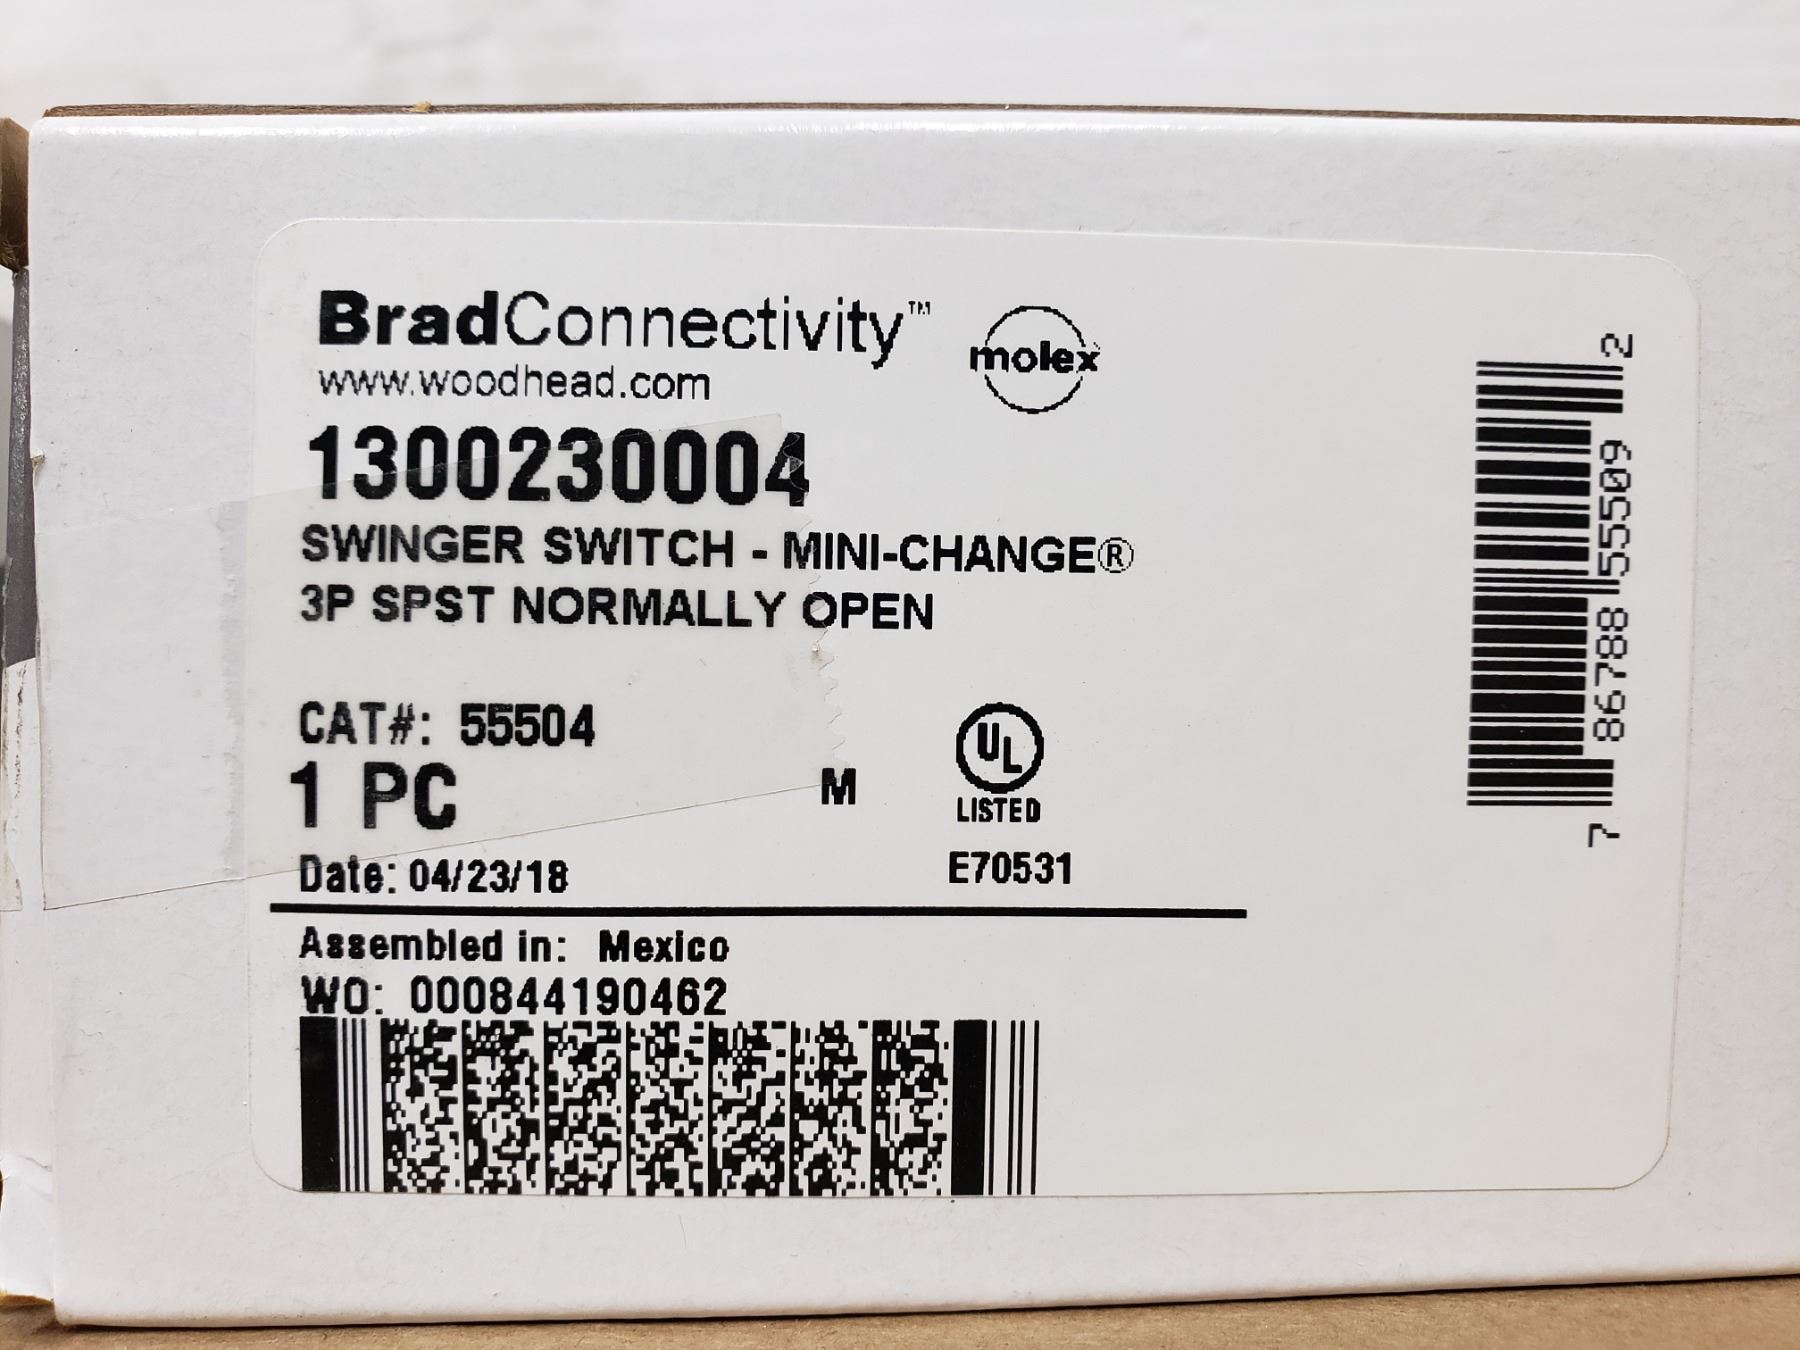 BradConnectivity™
molex
www.woodhead.com
1300230004
SWINGER SWITCH - MINI-CHANGE®
3P SPST NORMALLY OPEN
CAT#: 55504
1 PC
M
UL
LISTED
Date: 04/23/18
E70531
Assembled in: Mexico
WO: 000844190462
7 86788 55509 2